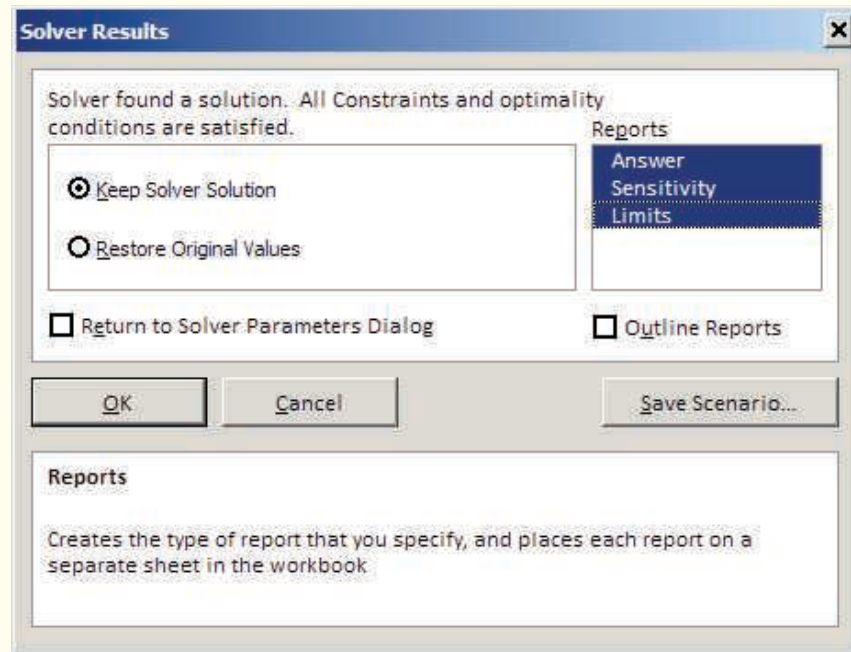 Solver Results
Solver found a solution. All Constraints and optimality
conditions are satisfied.
Reports
Keep Solver Solution
Restore Original Values
Answer
Sensitivity
Limits
Return to Solver Parameters Dialog
Outline Reports
OK
Cancel
Save Scenario...
Reports
Creates the type of report that you specify, and places each report on a
separate sheet in the workbook